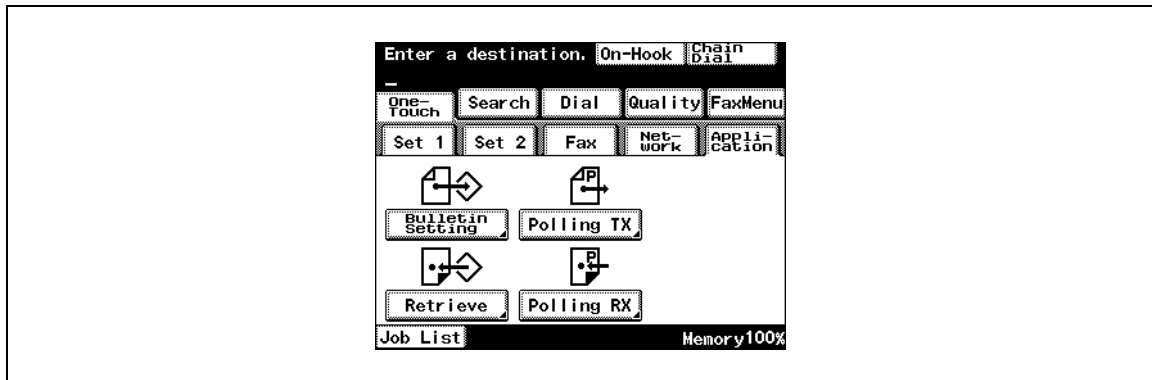 Enter a destination. On-Hook Chain Dial
One-Touch Search Dial Quality FaxMenu
Set 1 Set 2 Fax Net-work Appli-cation
P
Bulletin Setting Polling TX
P
Retrieve Polling RX
Job List Memory100%